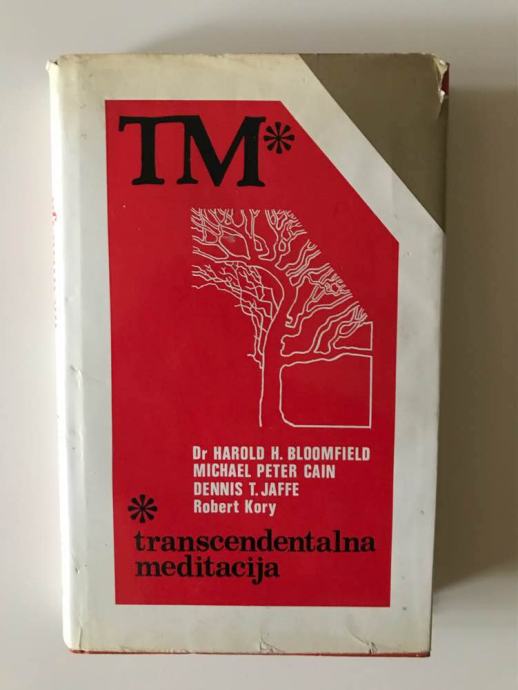 TM*
Dr HAROLD H. BLOOMFIELD
MICHAEL PETER CAIN
DENNIS T. JAFFE
Robert Kory
* transcendentalna
meditacija